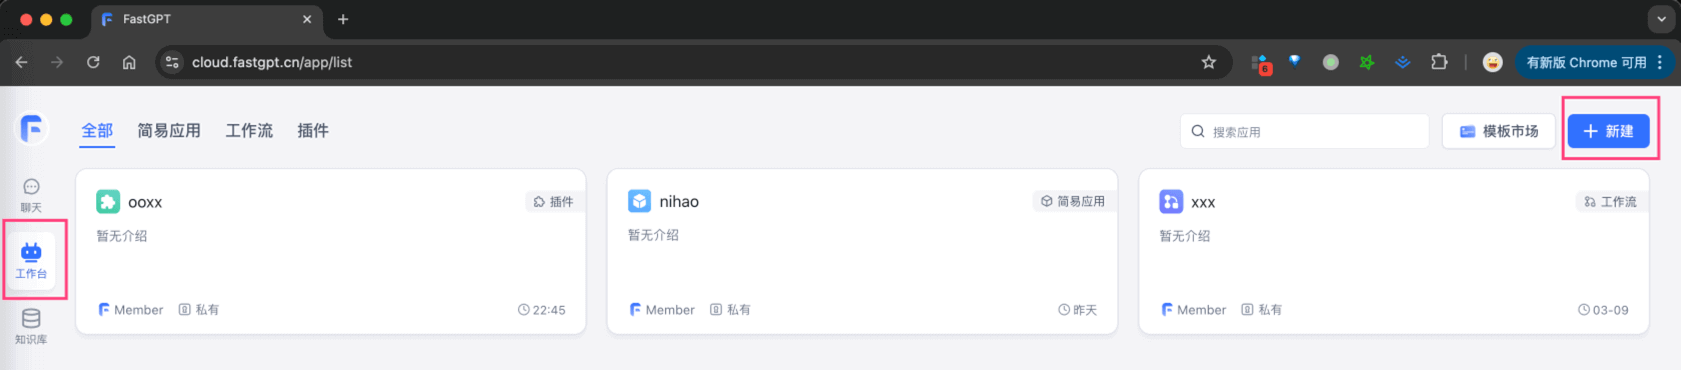 FastGPT
cloud.fastgpt.cn/app/list
6
有新版 Chrome 可用
全部 简易应用 工作流 插件
搜索应用
模板市场
新建
聊天
工作台
知识库
ooxx
插件
暂无介绍
Member 私有 22:45
nihao
简易应用
暂无介绍
Member 私有 昨天
xxx
工作流
暂无介绍
Member 私有 03-09